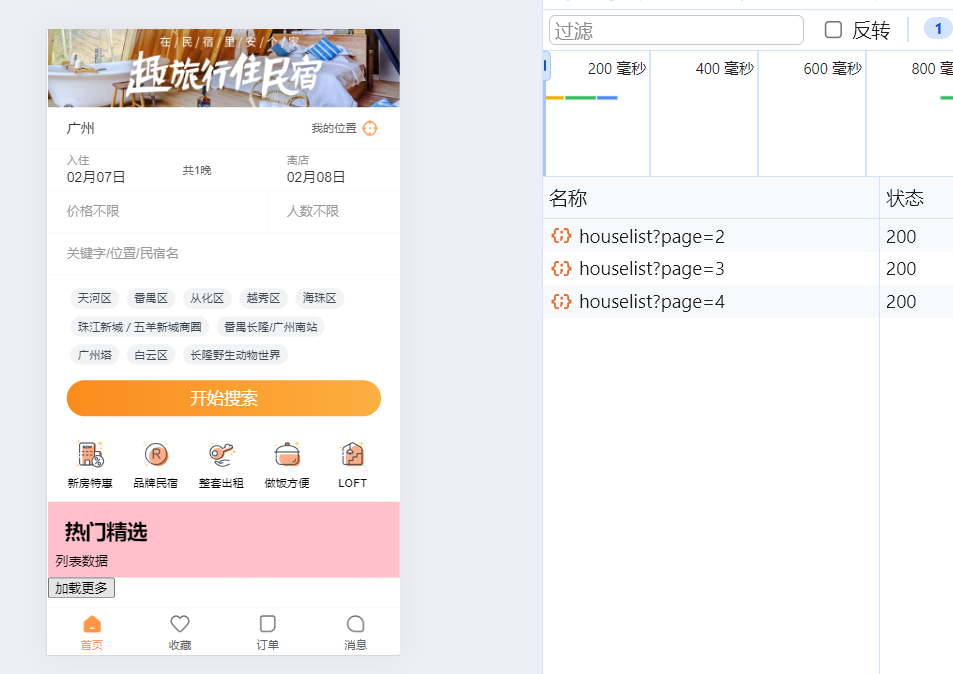 在/民/宿/里/安/个/家
趣旅行住民宿
广州
我的位置
入住
02月07日
共1晚
离店
02月08日
价格不限
人数不限
关键字/位置/民宿名
天河区
番禺区
从化区
越秀区
海珠区
珠江新城 / 五羊新城商圈
番禺长隆/广州南站
广州塔
白云区
长隆野生动物世界
开始搜索
新房特惠
品牌民宿
整套出租
做饭方便
LOFT
热门精选
列表数据
加载更多
首页
收藏
订单
消息
过滤
反转
1
200 毫秒
400 毫秒
600 毫秒
800 毫
名称
状态
houselist?page=2
200
houselist?page=3
200
houselist?page=4
200